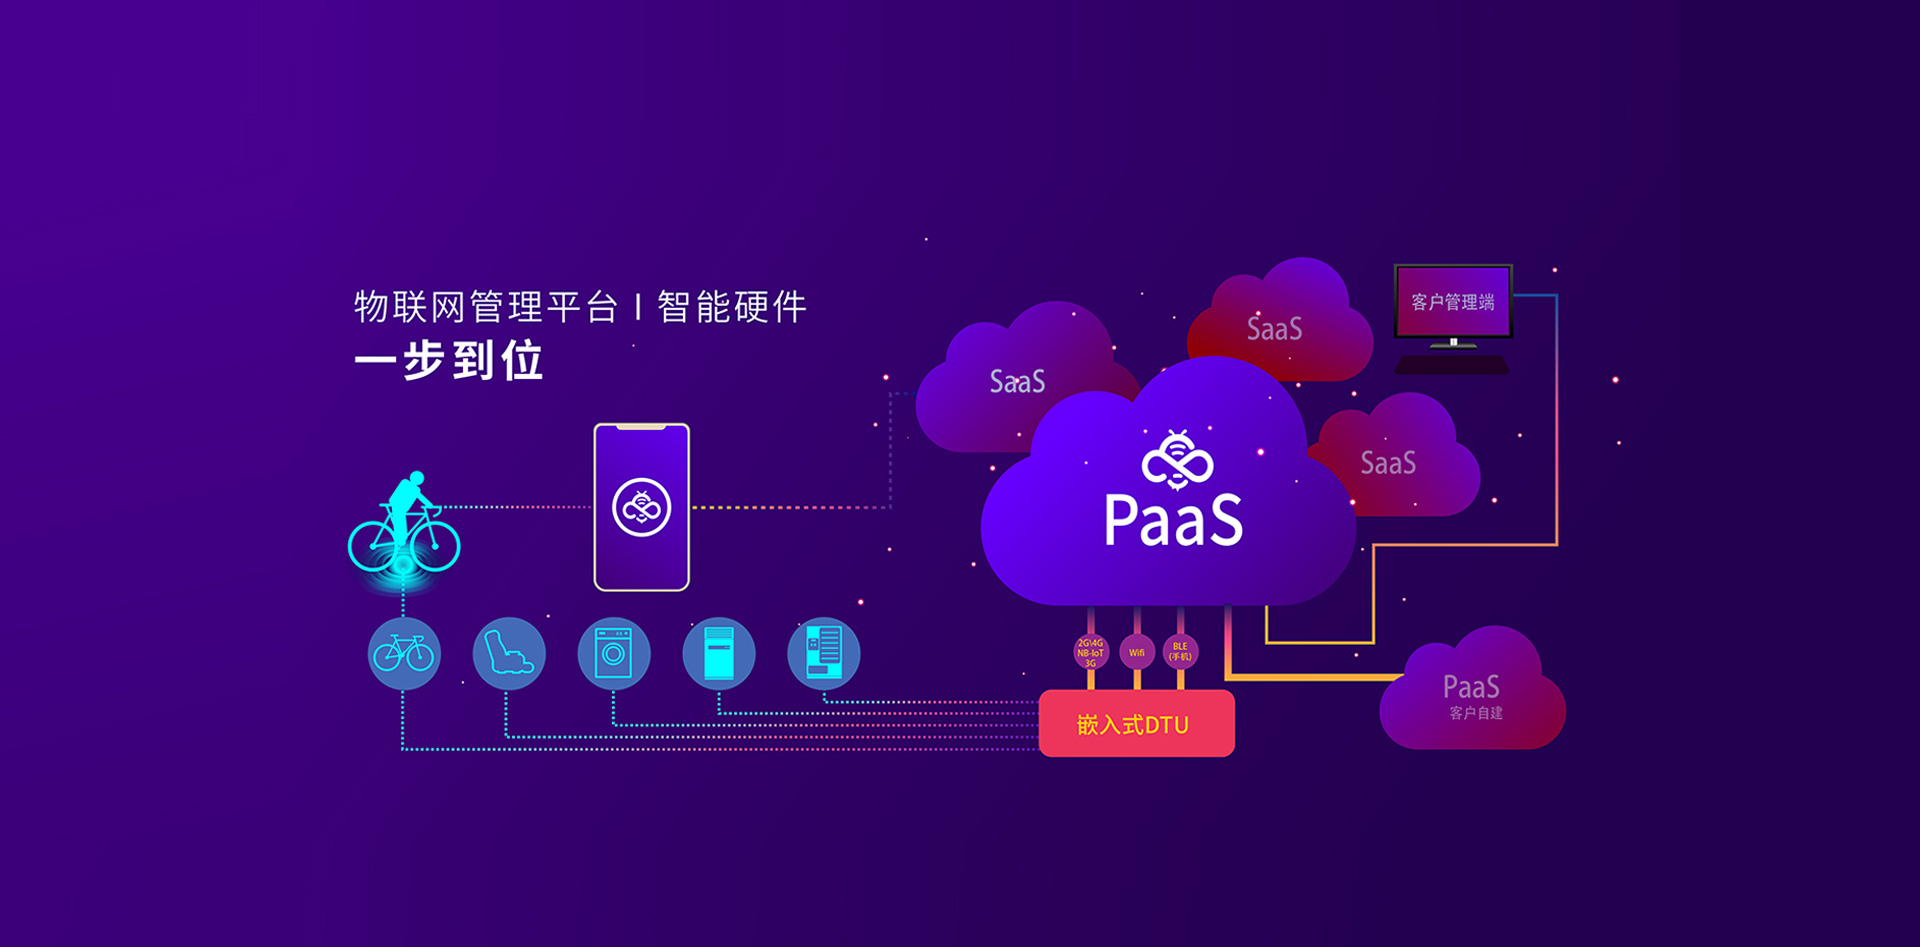 物联网管理平台 | 智能硬件
一步到位
SaaS
客户管理端
SaaS
SaaS
PaaS
2G\4G
NB-IoT
3G
Wifi
BLE
(手机)
嵌入式DTU
PaaS
客户自建